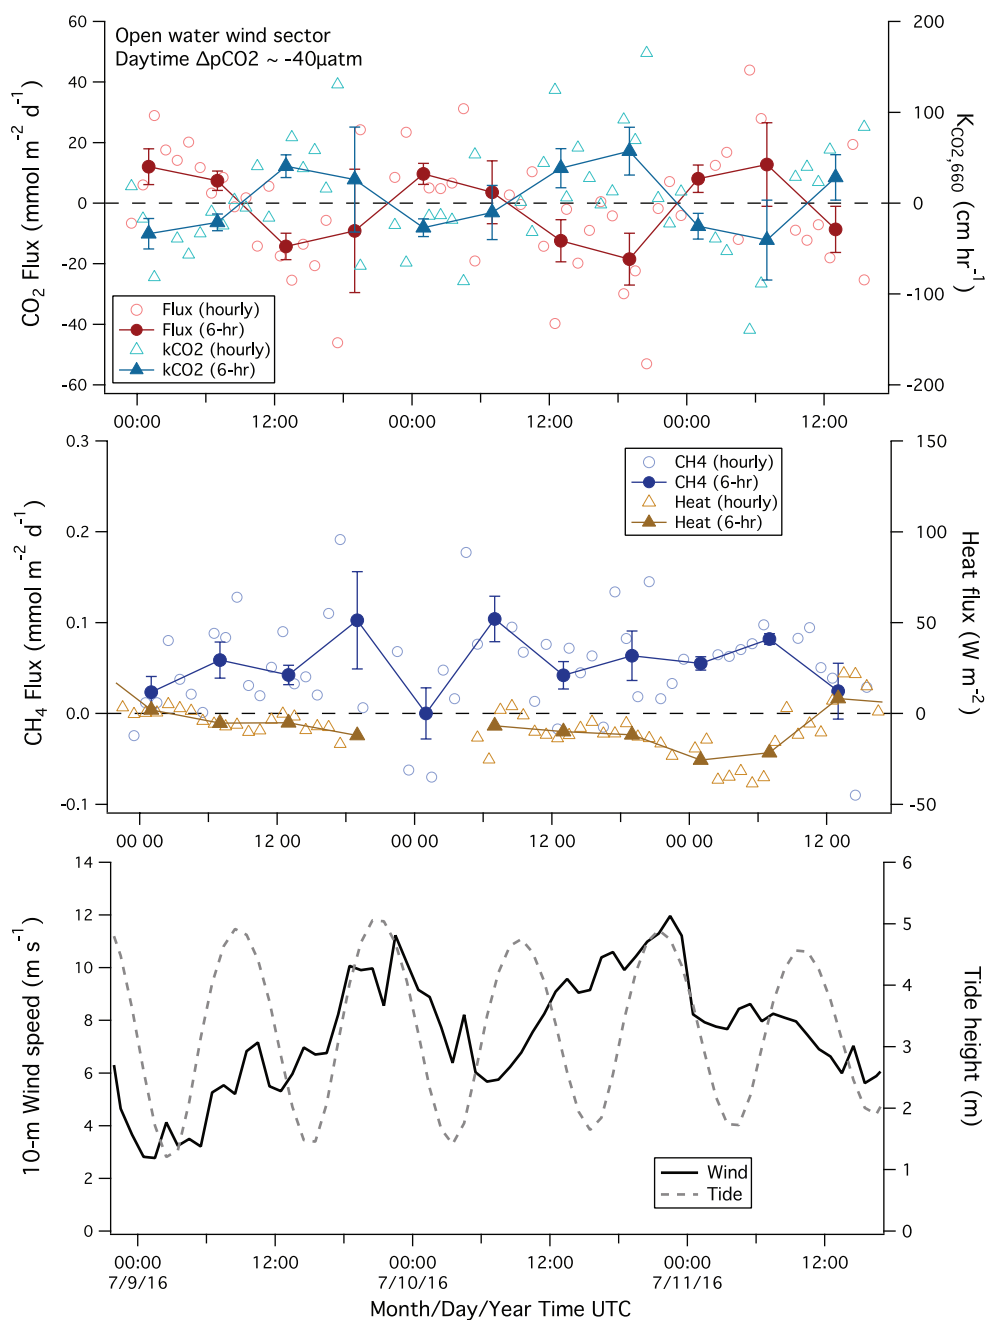 Open water wind sector
Daytime ΔpCO2 ~ -40μatm
CO2 Flux (mmol m-2 d-1)
60
40
20
0
-20
-40
-60
200
100
0
-100
-200
KCO2,660 (cm hr-1)
Flux (hourly)
Flux (6-hr)
kCO2 (hourly)
kCO2 (6-hr)
00:00 12:00 00:00 12:00 00:00 12:00
CH4 Flux (mmol m-2 d-1)
0.3
0.2
0.1
0.0
-0.1
150
100
50
0
-50
Heat flux (W m-2)
CH4 (hourly)
CH4 (6-hr)
Heat (hourly)
Heat (6-hr)
00 00 12 00 00 00 12 00 00 00 12 00
10-m Wind speed (m s-1)
14
12
10
8
6
4
2
0
6
5
4
3
2
1
0
Tide height (m)
Wind
Tide
00:00 12:00 00:00 12:00 00:00 12:00
7/9/16 7/10/16 7/11/16
Month/Day/Year Time UTC